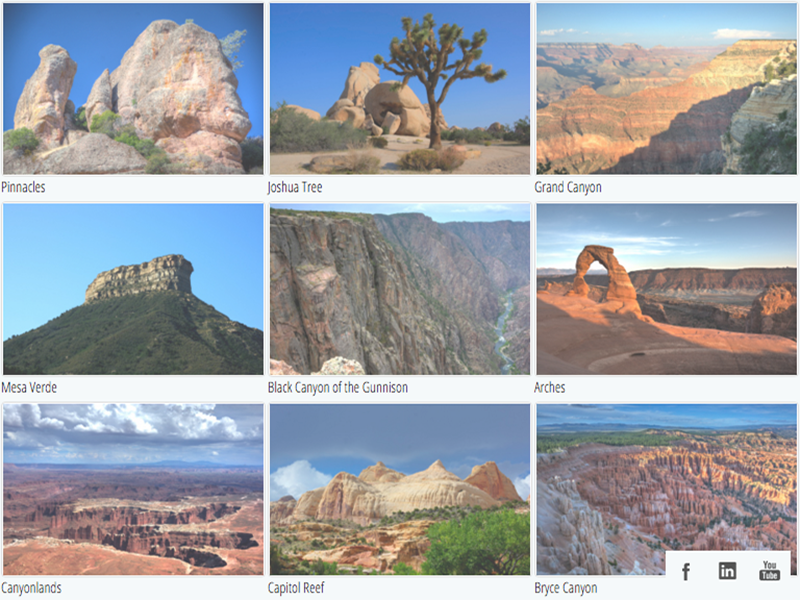 Pinnacles
Joshua Tree
Grand Canyon
Mesa Verde
Black Canyon of the Gunnison
Arches
Canyonlands
Capitol Reef
Bryce Canyon
f
in
You
Tube